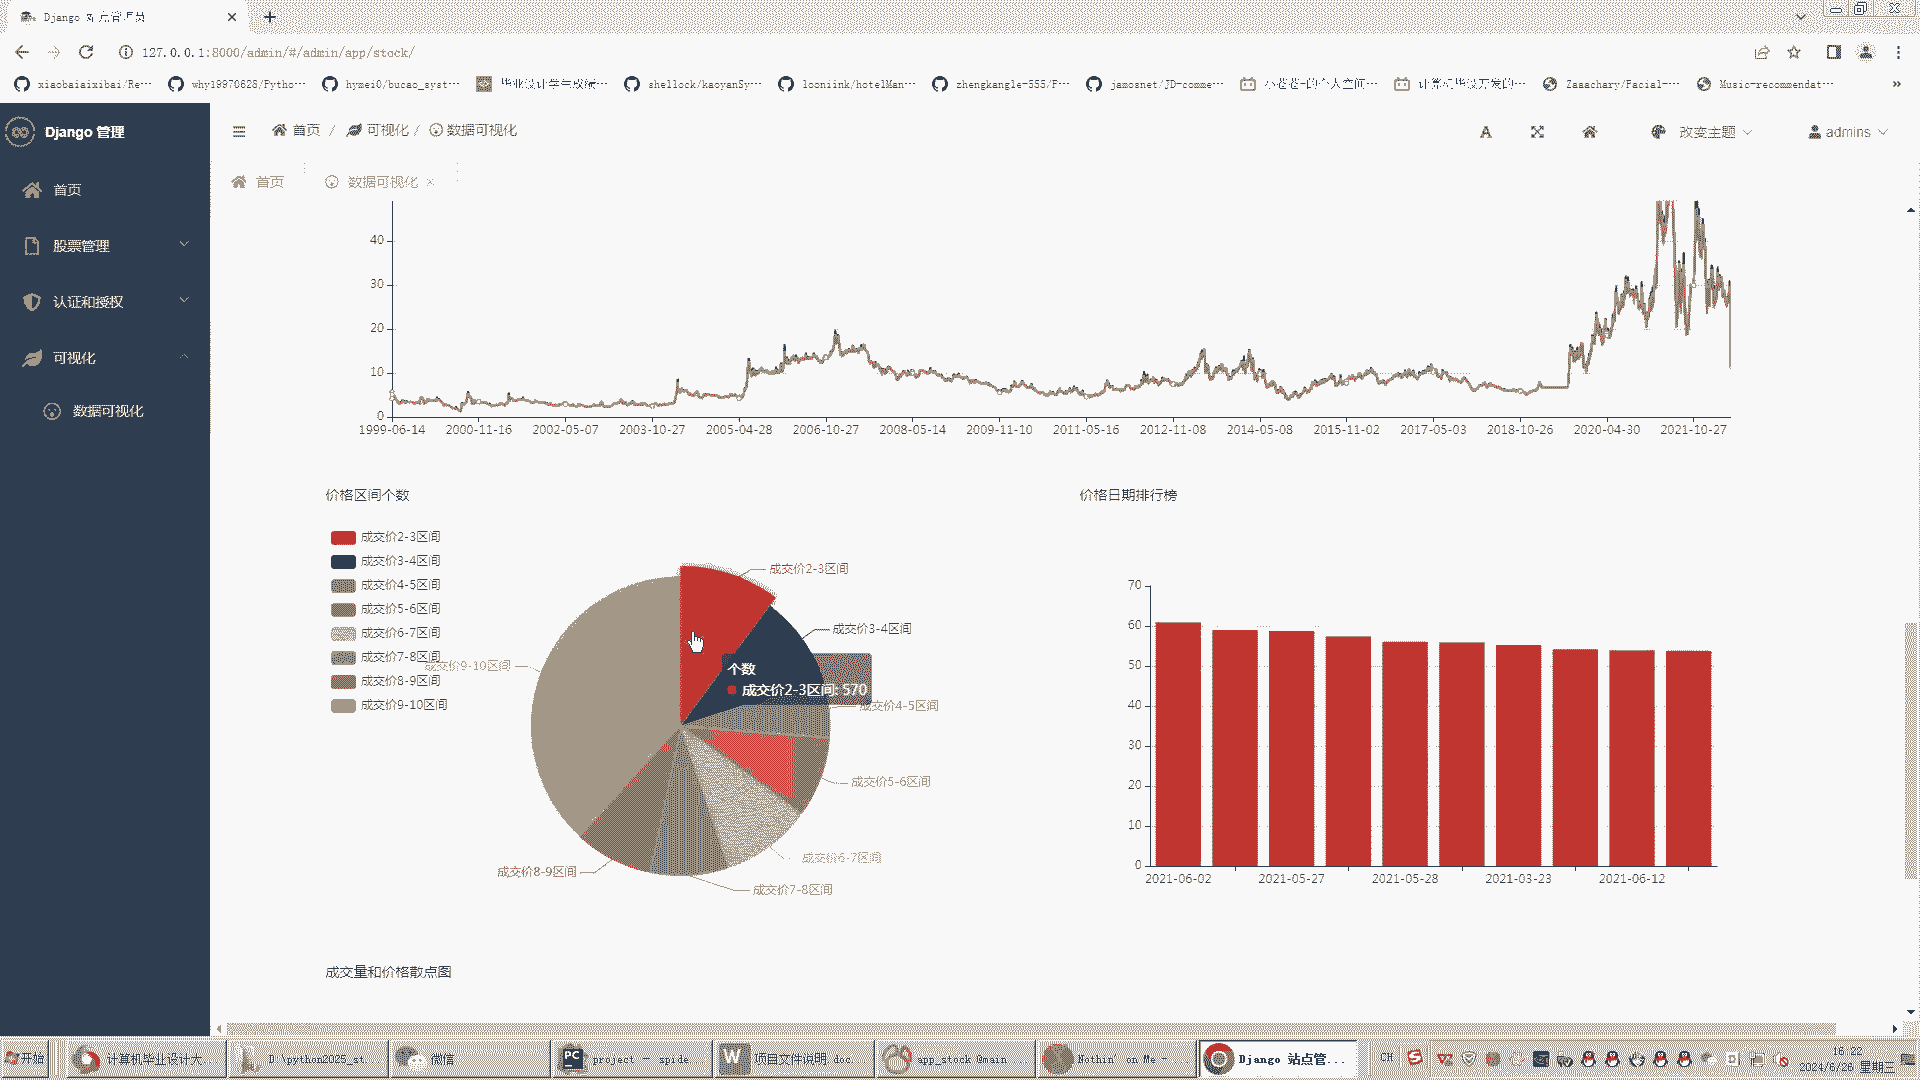 Django 站点管理员
127.0.0.1:8000/admin/#/admin/app/stock/
xiaobaiaixibai/Re…
why19970628/Pytho…
hymei0/bucao_syst…
毕业设计学生成绩…
shellock/kaoyanSy…
looniink/hotelMan…
zhengkangle-555/F…
jamosnet/JD-comme…
小苍苍-的个人空间…
计算机毕设开发的…
Zaaachary/Facial-…
Music-recommendat…
Django 管理
首页 / 可视化 / 数据可视化
A
改变主题
admins
首页
数据可视化 ×
首页
股票管理
认证和授权
可视化
数据可视化
40
30
20
10
0
1999-06-14 2000-11-16 2002-05-07 2003-10-27 2005-04-28 2006-10-27 2008-05-14 2009-11-10 2011-05-16 2012-11-08 2014-05-08 2015-11-02 2017-05-03 2018-10-26 2020-04-30 2021-10-27
价格区间个数
成交价2-3区间
成交价3-4区间
成交价4-5区间
成交价5-6区间
成交价6-7区间
成交价7-8区间
成交价8-9区间
成交价9-10区间
成交价2-3区间
成交价3-4区间
成交价4-5区间
成交价5-6区间
成交价6-7区间
成交价7-8区间
成交价8-9区间
成交价9-10区间
个数
成交价2-3区间: 570
价格日期排行榜
70
60
50
40
30
20
10
0
2021-06-02 2021-05-27 2021-05-28 2021-03-23 2021-06-12
成交量和价格散点图
开始
计算机毕业设计大...
D:\python2025_st...
微信
project – spide...
项目文件说明.doc...
app_stock @main...
Nothin' on Me -...
Django 站点管...
CH
16:22
2024/6/26 星期三